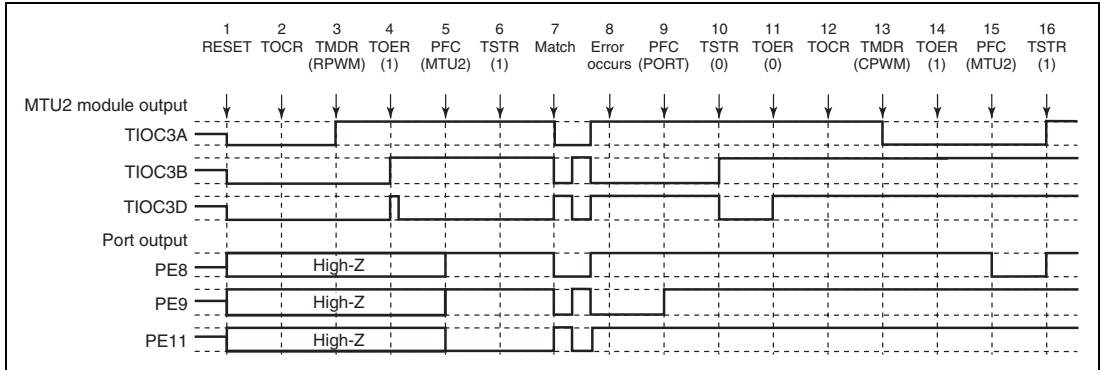 1 2 3 4 5 6 7 8 9 10 11 12 13 14 15 16
RESET TOCR TMDR TOER PFC TSTR Match Error PFC TSTR TOER TOCR TMDR TOER PFC TSTR
(RPWM) (1) (MTU2) (1) occurs (PORT) (0) (0) (CPWM) (1) (MTU2) (1)
MTU2 module output
TIOC3A
TIOC3B
TIOC3D
Port output
PE8 High-Z
PE9 High-Z
PE11 High-Z